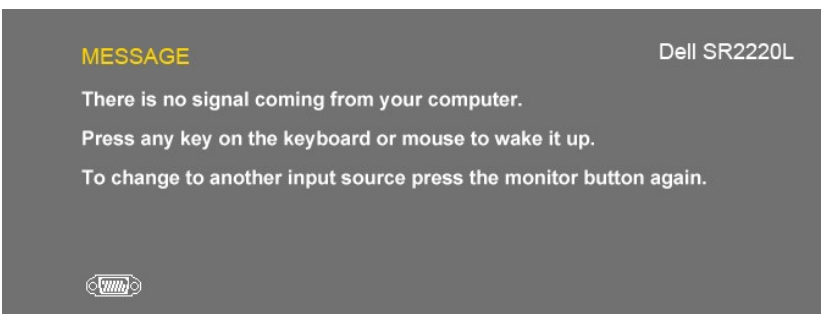 MESSAGE
Dell SR2220L
There is no signal coming from your computer.
Press any key on the keyboard or mouse to wake it up.
To change to another input source press the monitor button again.